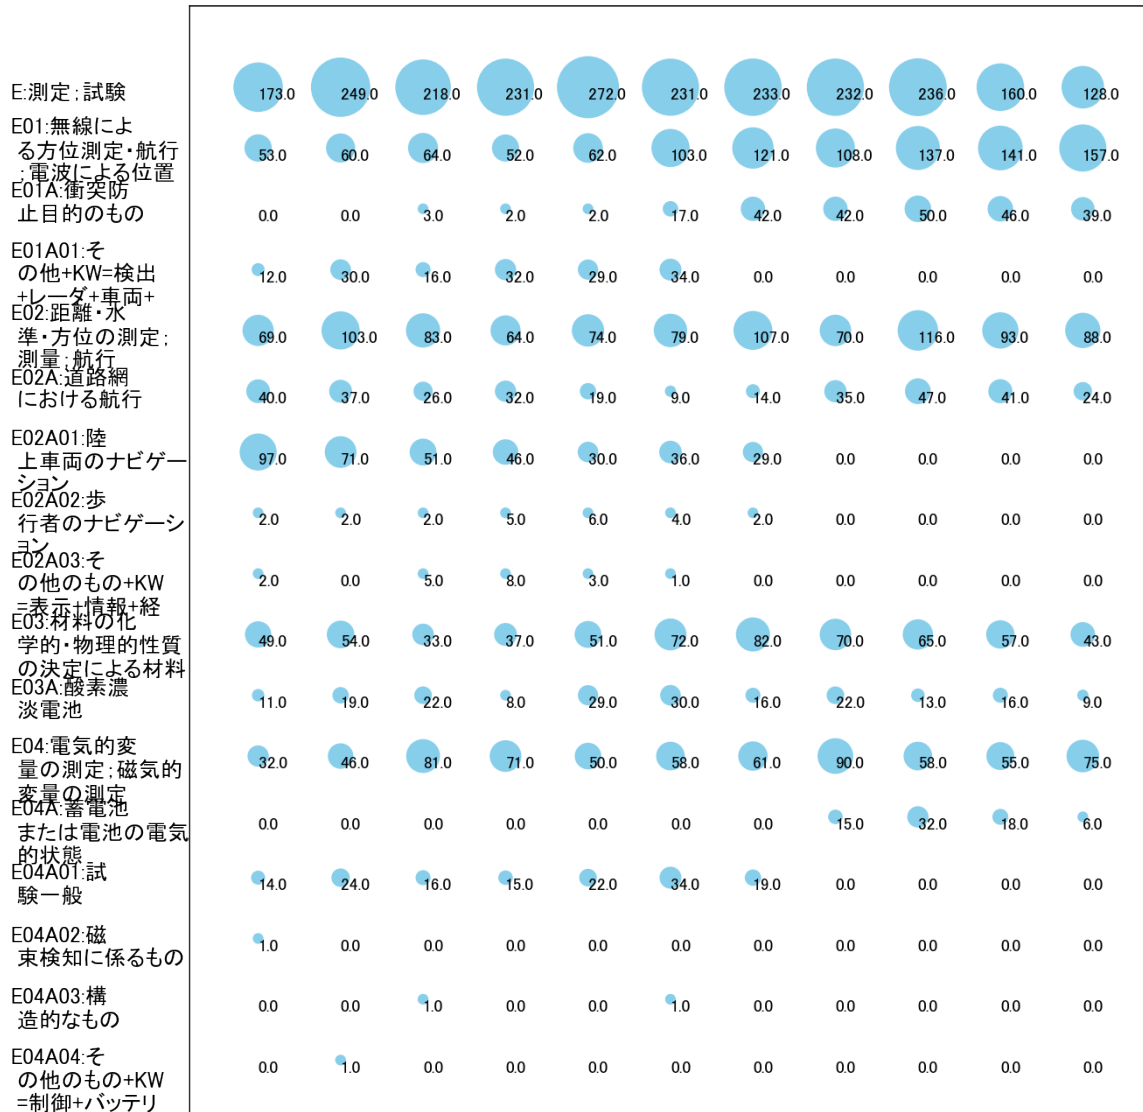 E:測定;試験
173.0 249.0 218.0 231.0 272.0 231.0 233.0 232.0 236.0 160.0 128.0
E01:無線によ
る方位測定・航行
;電波による位置
53.0 60.0 64.0 52.0 62.0 103.0 121.0 108.0 137.0 141.0 157.0
E01A:衝突防
止目的のもの
0.0 0.0 3.0 2.0 2.0 17.0 42.0 42.0 50.0 46.0 39.0
E01A01:そ
の他+KW=検出
+レーダ+車両+
12.0 30.0 16.0 32.0 29.0 34.0 0.0 0.0 0.0 0.0 0.0
E02:距離・水
準・方位の測定;
測量;航行
69.0 103.0 83.0 64.0 74.0 79.0 107.0 70.0 116.0 93.0 88.0
E02A:道路網
における航行
40.0 37.0 26.0 32.0 19.0 9.0 14.0 35.0 47.0 41.0 24.0
E02A01:陸
上車両のナビゲー
ション
97.0 71.0 51.0 46.0 30.0 36.0 29.0 0.0 0.0 0.0 0.0
E02A02:歩
行者のナビゲーシ
ョン
2.0 2.0 2.0 5.0 6.0 4.0 2.0 0.0 0.0 0.0 0.0
E02A03:そ
の他のもの+KW
=表示+情報+経
2.0 0.0 5.0 8.0 3.0 1.0 0.0 0.0 0.0 0.0 0.0
E03:材料の化
学的・物理的性質
の決定による材料
49.0 54.0 33.0 37.0 51.0 72.0 82.0 70.0 65.0 57.0 43.0
E03A:酸素濃
淡電池
11.0 19.0 22.0 8.0 29.0 30.0 16.0 22.0 13.0 16.0 9.0
E04:電気的変
量の測定;磁気的
変量の測定
32.0 46.0 81.0 71.0 50.0 58.0 61.0 90.0 58.0 55.0 75.0
E04A:蓄電池
または電池の電気
的状態
0.0 0.0 0.0 0.0 0.0 0.0 0.0 15.0 32.0 18.0 6.0
E04A01:試
験一般
14.0 24.0 16.0 15.0 22.0 34.0 19.0 0.0 0.0 0.0 0.0
E04A02:磁
束検知に係るもの
1.0 0.0 0.0 0.0 0.0 0.0 0.0 0.0 0.0 0.0 0.0
E04A03:構
造的なもの
0.0 0.0 1.0 0.0 0.0 1.0 0.0 0.0 0.0 0.0 0.0
E04A04:そ
の他のもの+KW
=制御+バッテリ
0.0 1.0 0.0 0.0 0.0 0.0 0.0 0.0 0.0 0.0 0.0